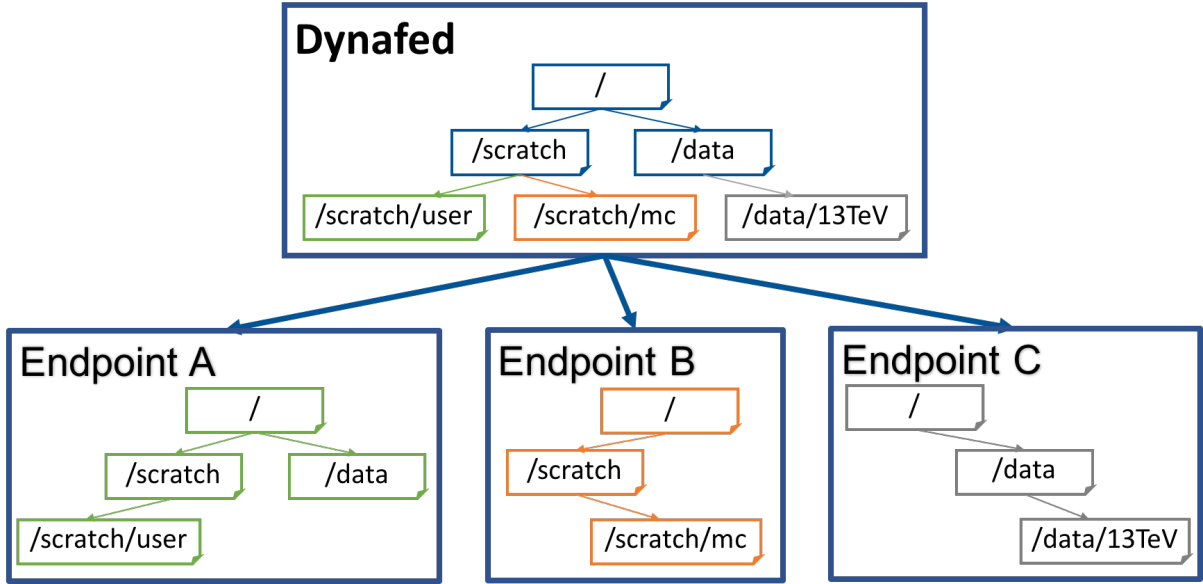 Dynafed
/
/scratch
/data
/scratch/user
/scratch/mc
/data/13TeV
Endpoint A
/
/scratch
/data
/scratch/user
Endpoint B
/
/scratch
/scratch/mc
Endpoint C
/
/data
/data/13TeV